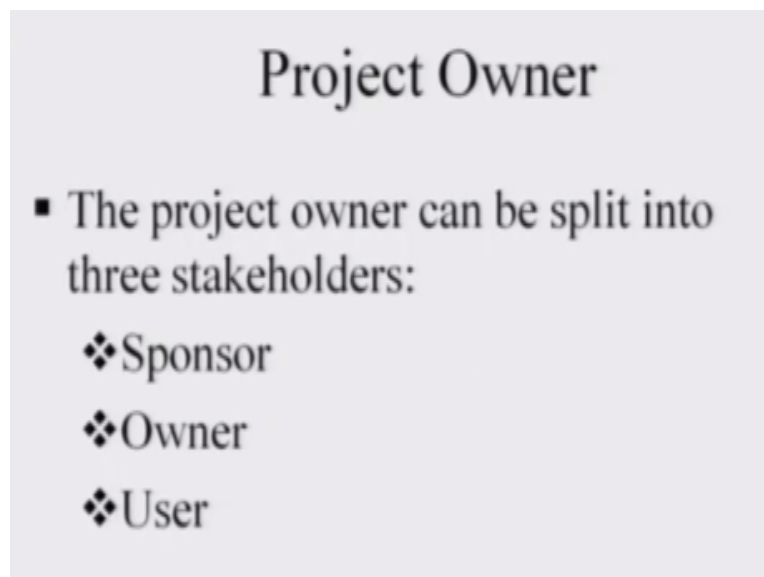 Project Owner
▪ The project owner can be split into
three stakeholders:
❖Sponsor
❖Owner
❖User